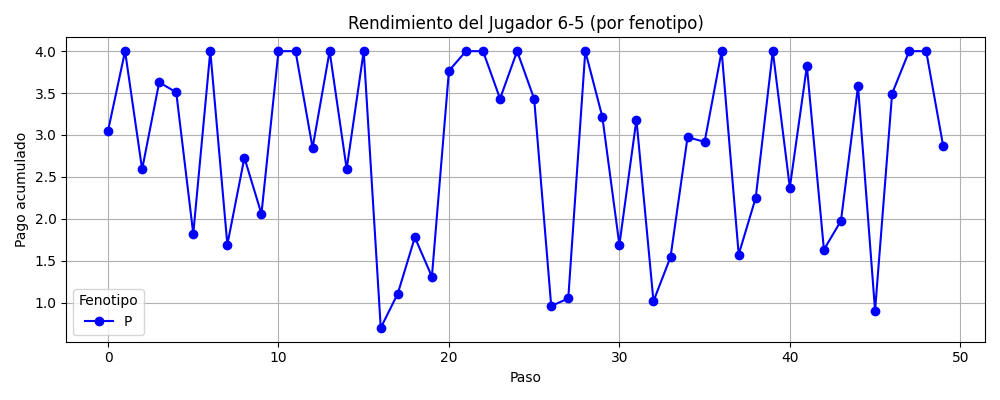 Rendimiento del Jugador 6-5 (por fenotipo)
Pago acumulado
4.0
3.5
3.0
2.5
2.0
1.5
1.0
Fenotipo
P
0
10
20
30
40
50
Paso